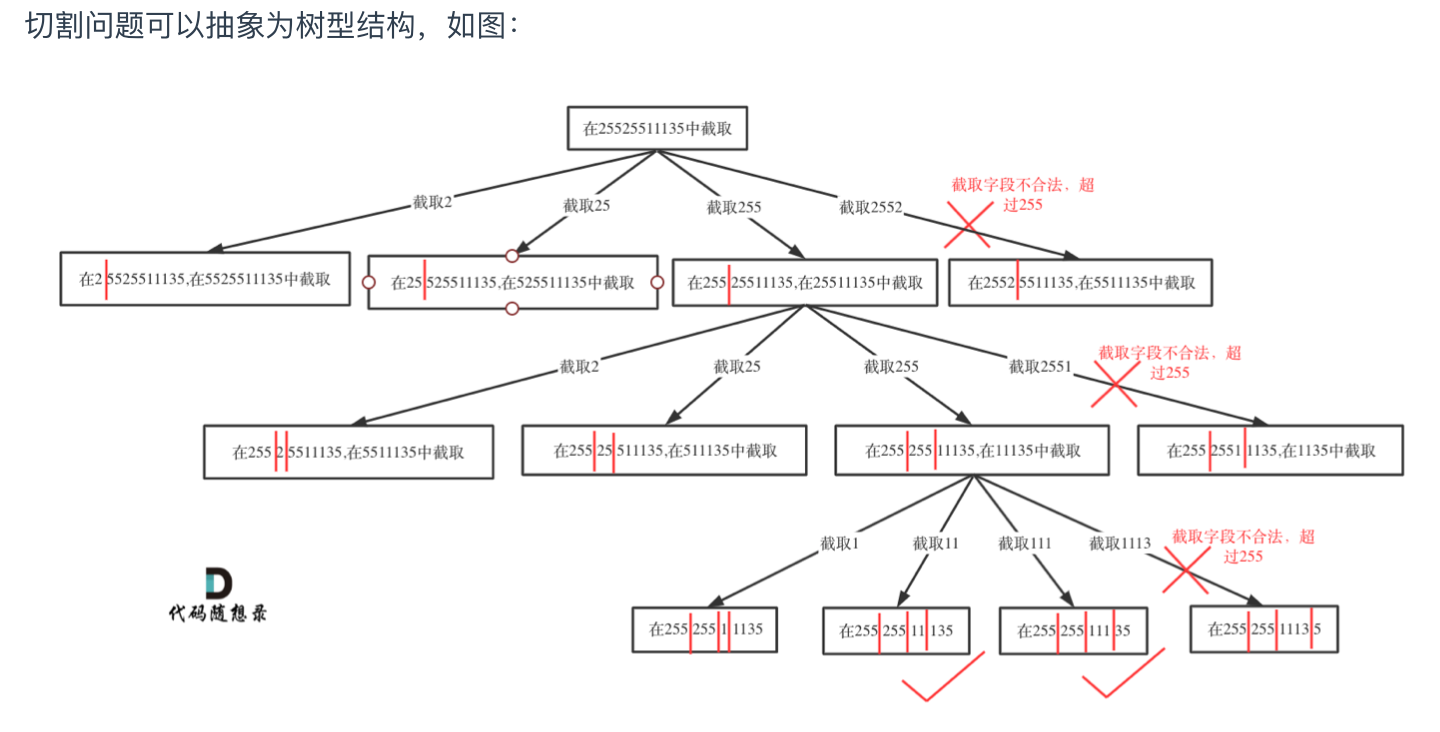 切割问题可以抽象为树型结构，如图：
在25525511135中截取
截取2
截取25
截取255
截取2552
截取字段不合法，超
过255
在2 5525511135,在5525511135中截取
在25 525511135,在525511135中截取
在255 25511135,在25511135中截取
在2552 5511135,在5511135中截取
截取2
截取25
截取255
截取2551
截取字段不合法，超
过255
在255 2 5511135,在5511135中截取
在255 25 511135,在511135中截取
在255 255 11135,在11135中截取
在255 2551 1135,在1135中截取
截取1
截取11
截取111
截取1113
截取字段不合法，超
过255
在255 255 1 1135
在255 255 11 135
在255 255 111 35
在255 255 1113 5
代码随想录